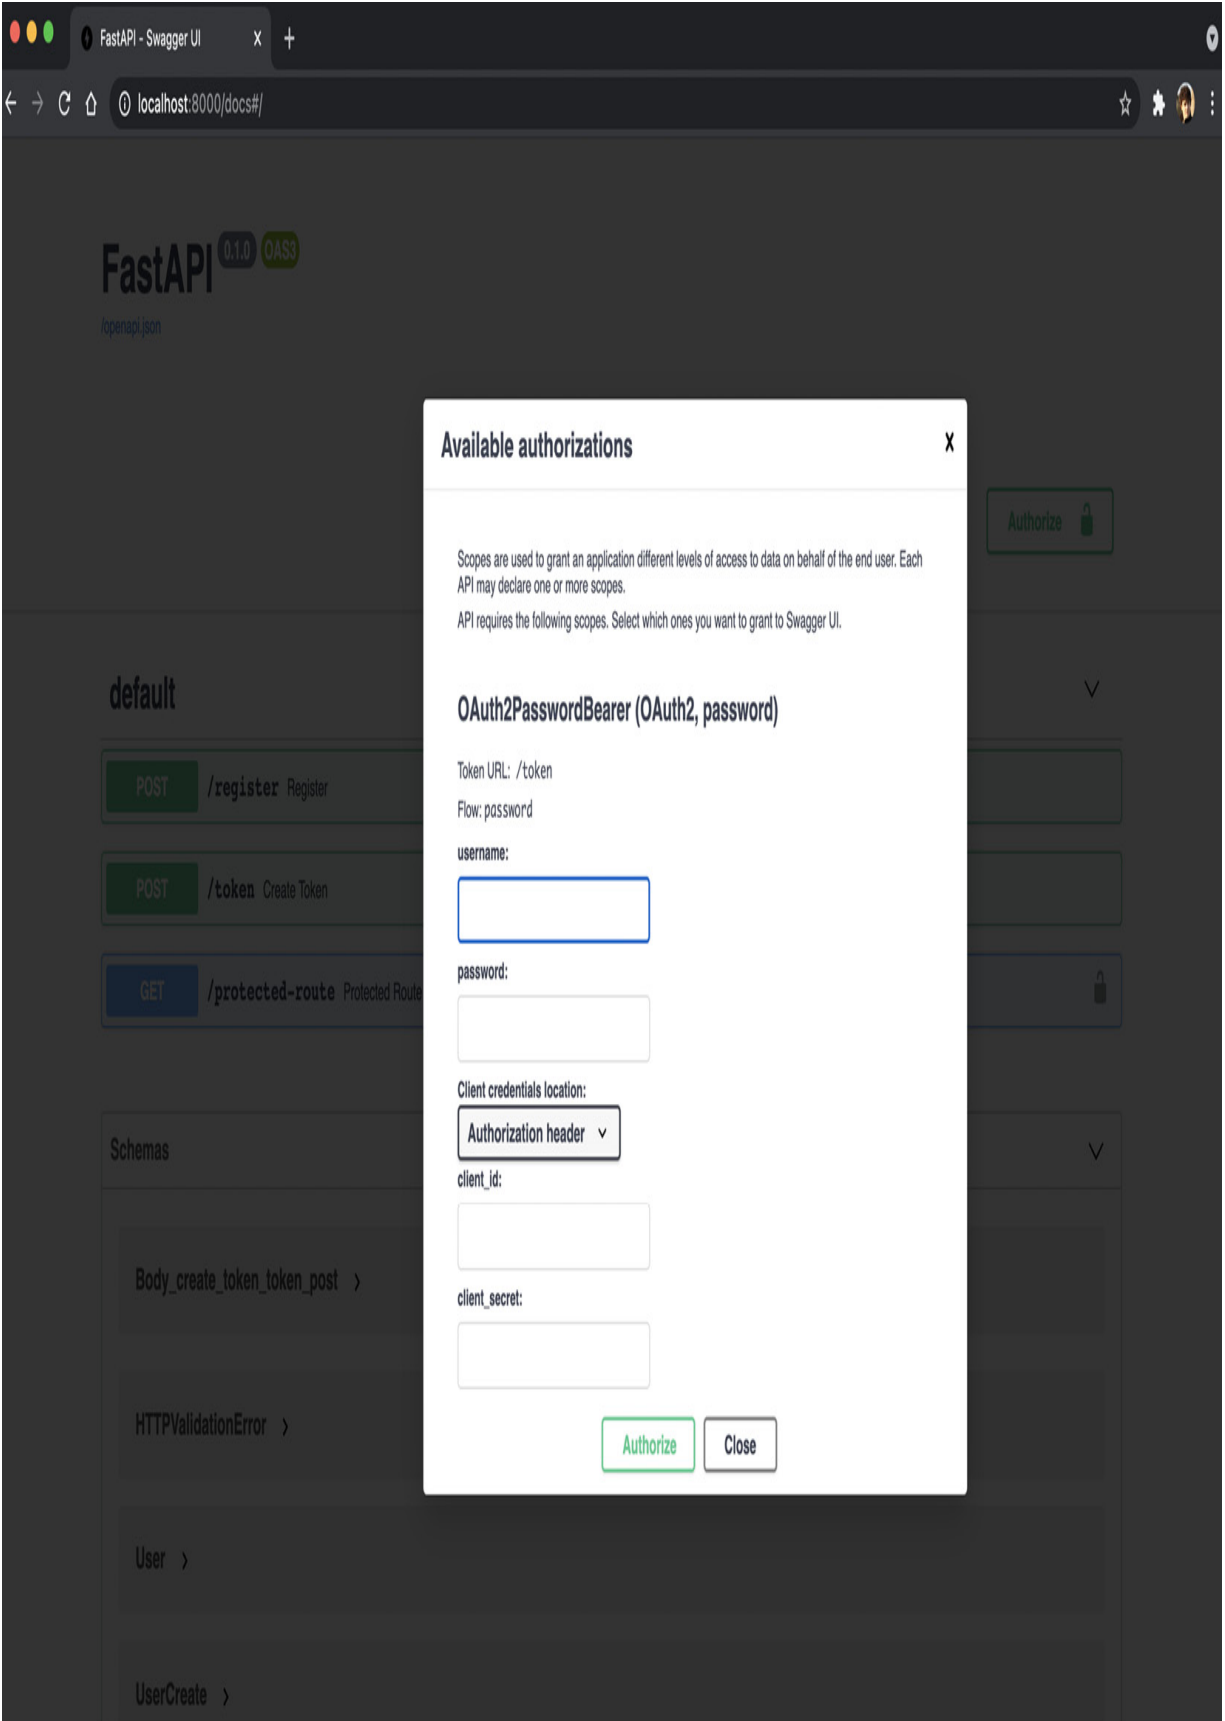 FastAPI - Swagger UI
localhost:8000/docs#/
FastAPI 0.1.0 OAS3
/openapi.json
Available authorizations
Authorize
Scopes are used to grant an application different levels of access to data on behalf of the end user. Each
API may declare one or more scopes.
API requires the following scopes. Select which ones you want to grant to Swagger UI.
default
OAuth2PasswordBearer (OAuth2, password)
Token URL: /token
POST /register Register
Flow: password
username:
POST /token Create Token
password:
GET /protected-route Protected Route
Client credentials location:
Authorization header
Schemas
client_id:
Body_create_token_token_post
client_secret:
HTTPValidationError
Authorize Close
User
UserCreate